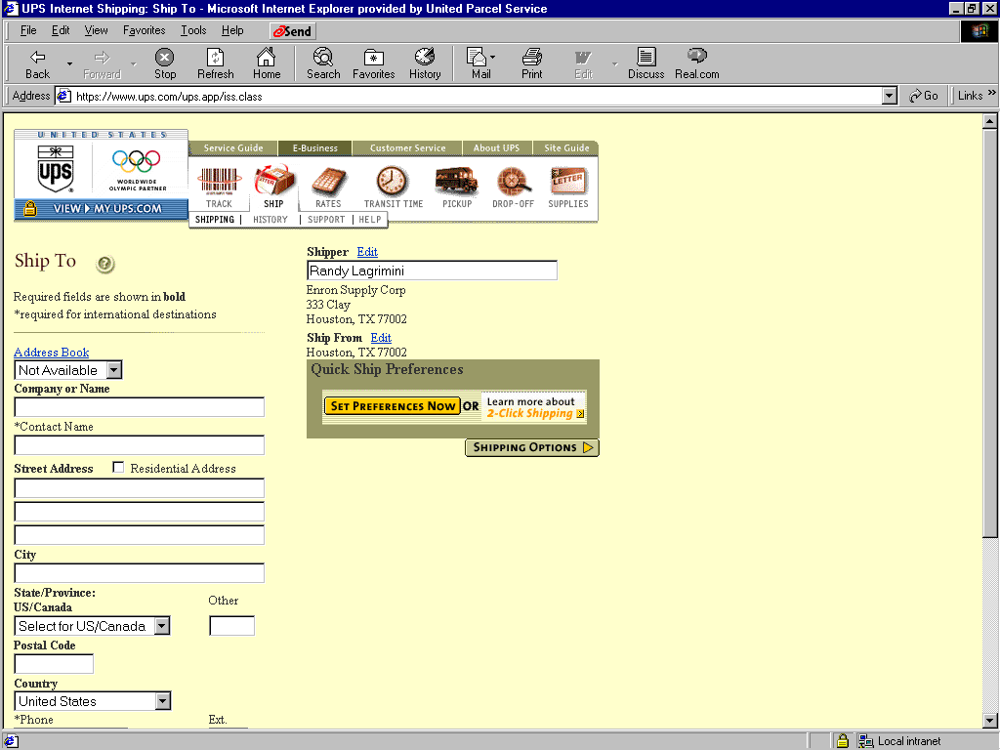 UPS Internet Shipping: Ship To - Microsoft Internet Explorer provided by United Parcel Service
File Edit View Favorites Tools Help eSend
Back Forward Stop Refresh Home Search Favorites History Mail Print Edit Discuss Real.com
Address https://www.ups.com/ups.app/iss.class Go Links »
UNITED STATES
ups
WORLDWIDE
OLYMPIC PARTNER
VIEW MY UPS.COM
Service Guide E-Business Customer Service About UPS Site Guide
LETTER
TRACK SHIP RATES TRANSIT TIME PICKUP DROP-OFF SUPPLIES
SHIPPING | HISTORY | SUPPORT | HELP
Ship To ?
Required fields are shown in bold
*required for international destinations
Address Book
Not Available
Company or Name
*Contact Name
Street Address Residential Address
City
State/Province:
US/Canada Other
Select for US/Canada
Postal Code
Country
United States
*Phone Ext.
Shipper Edit
Randy Lagrimini
Enron Supply Corp
333 Clay
Houston, TX 77002
Ship From Edit
Houston, TX 77002
Quick Ship Preferences
SET PREFERENCES NOW OR Learn more about
2-Click Shipping
SHIPPING OPTIONS
Local intranet